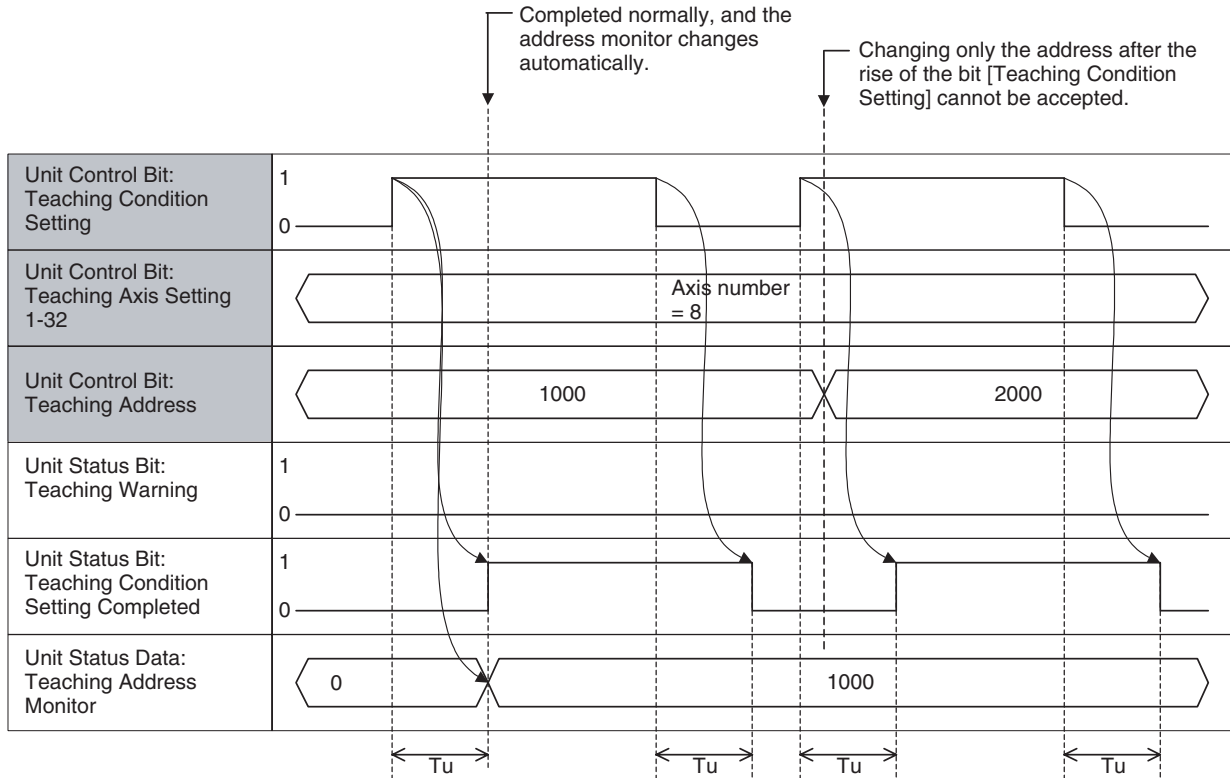 Completed normally, and the
address monitor changes
automatically.
Changing only the address after the
rise of the bit [Teaching Condition
Setting] cannot be accepted.
Unit Control Bit:
Teaching Condition
Setting
1
0
Unit Control Bit:
Teaching Axis Setting
1-32
Axis number
= 8
Unit Control Bit:
Teaching Address
1000
2000
Unit Status Bit:
Teaching Warning
1
0
Unit Status Bit:
Teaching Condition
Setting Completed
1
0
Unit Status Data:
Teaching Address
Monitor
0
1000
Tu
Tu
Tu
Tu